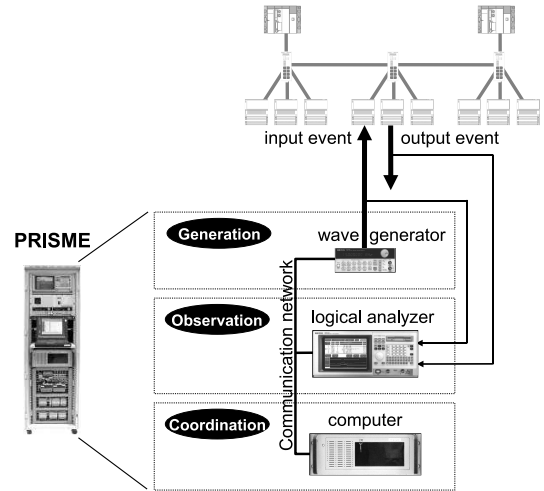 input event
output event
PRISME
Generation
wave generator
Observation
logical analyzer
Communication network
Coordination
computer